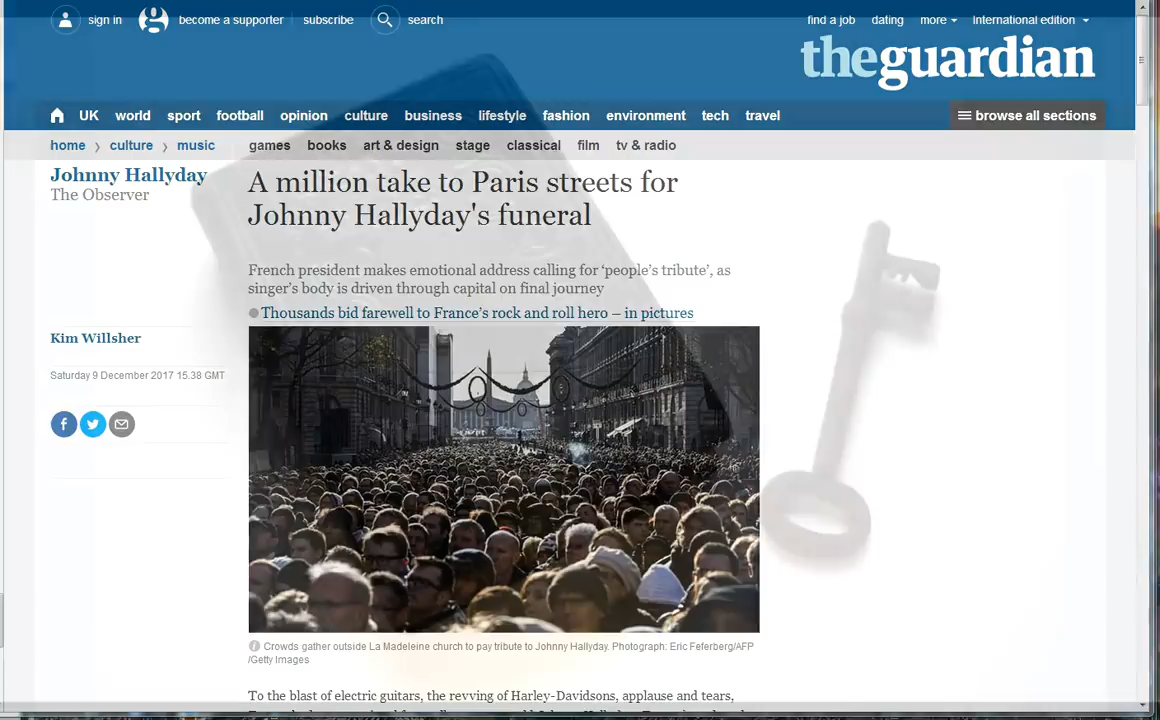 sign in become a supporter subscribe search find a job dating more International edition
theguardian
UK world sport football opinion culture business lifestyle fashion environment tech travel browse all sections
home culture music games books art & design stage classical film tv & radio
Johnny Hallyday
The Observer
A million take to Paris streets for
Johnny Hallyday's funeral
French president makes emotional address calling for ‘people’s tribute’, as
singer’s body is driven through capital on final journey
Thousands bid farewell to France’s rock and roll hero – in pictures
Kim Willsher
Saturday 9 December 2017 15.38 GMT
Crowds gather outside La Madeleine church to pay tribute to Johnny Hallyday. Photograph: Eric Feferberg/AFP
/Getty Images
To the blast of electric guitars, the revving of Harley-Davidsons, applause and tears,